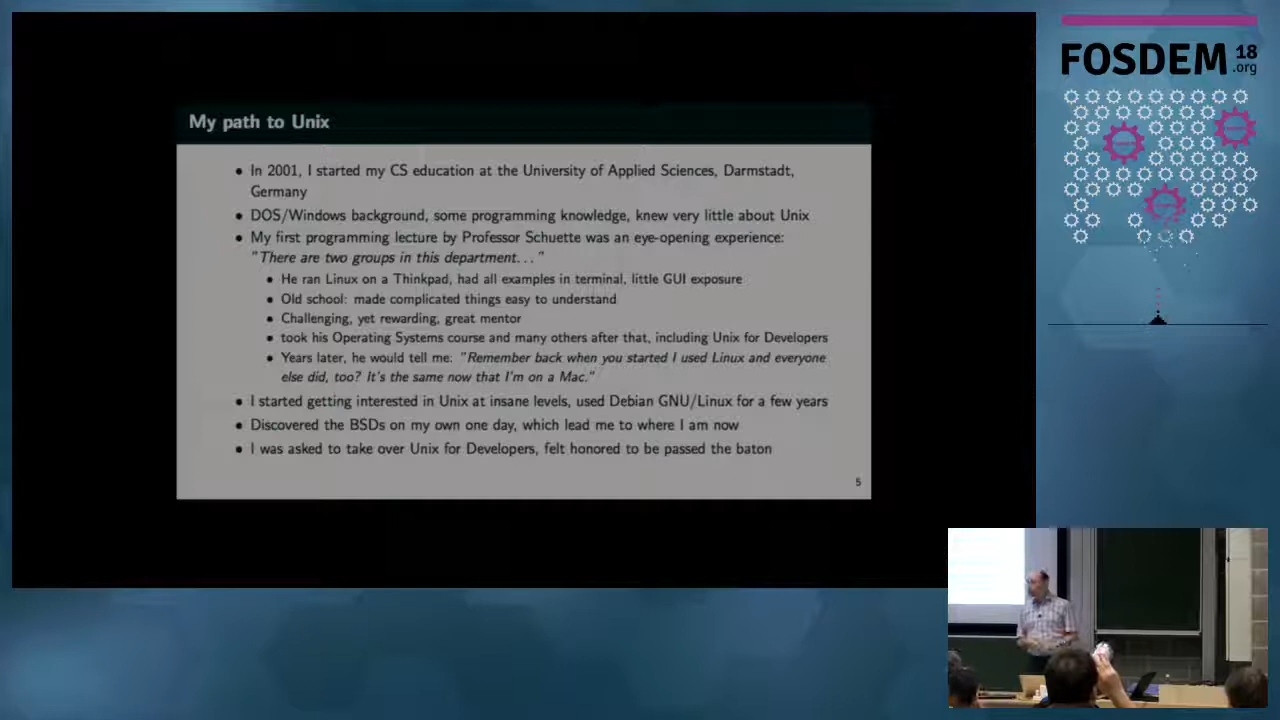 FOSDEM 18
.org
My path to Unix
• In 2001, I started my CS education at the University of Applied Sciences, Darmstadt,
Germany
• DOS/Windows background, some programming knowledge, knew very little about Unix
• My first programming lecture by Professor Schuette was an eye-opening experience:
"There are two groups in this department..."
• He ran Linux on a Thinkpad, had all examples in terminal, little GUI exposure
• Old school: made complicated things easy to understand
• Challenging, yet rewarding, great mentor
• took his Operating Systems course and many others after that, including Unix for Developers
• Years later, he would tell me: "Remember back when you started I used Linux and everyone
else did, too? It's the same now that I'm on a Mac."
• I started getting interested in Unix at insane levels, used Debian GNU/Linux for a few years
• Discovered the BSDs on my own one day, which lead me to where I am now
• I was asked to take over Unix for Developers, felt honored to be passed the baton
5